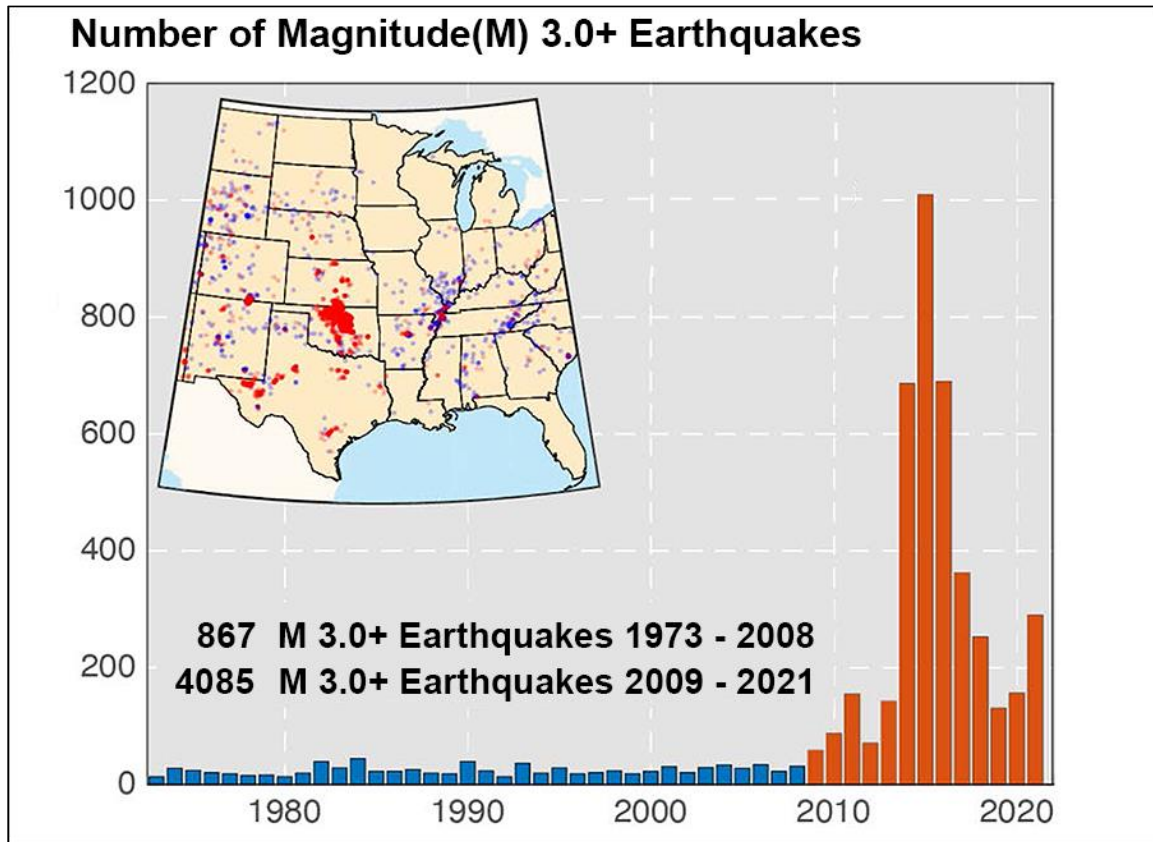 Number of Magnitude(M) 3.0+ Earthquakes
1200
1000
800
600
400
200
0
867 M 3.0+ Earthquakes 1973 - 2008
4085 M 3.0+ Earthquakes 2009 - 2021
1980 1990 2000 2010 2020